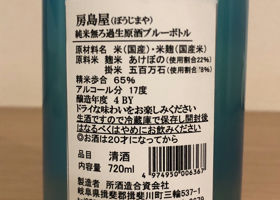 房島屋(ぼうじまや)
純米無ろ過生原酒ブルーボトル
原材料名 米(国産)・米麹(国産米)
原料米 麹米 あけぼの(使用割合22%)
掛米 五百万石(使用割合78%)
精米歩合 65%
アルコール分 17度
醸造年度 4 BY
ドライな味わいをお楽しみください
生酒ですので冷蔵庫で保存し開封後
はなるべくはやめにお飲みください
◎お酒は20才になってから
品目 清酒
内容量 720ml
4974950006367
製造者 所酒造合資会社
岐阜県揖斐郡揖斐川町三輪537-1